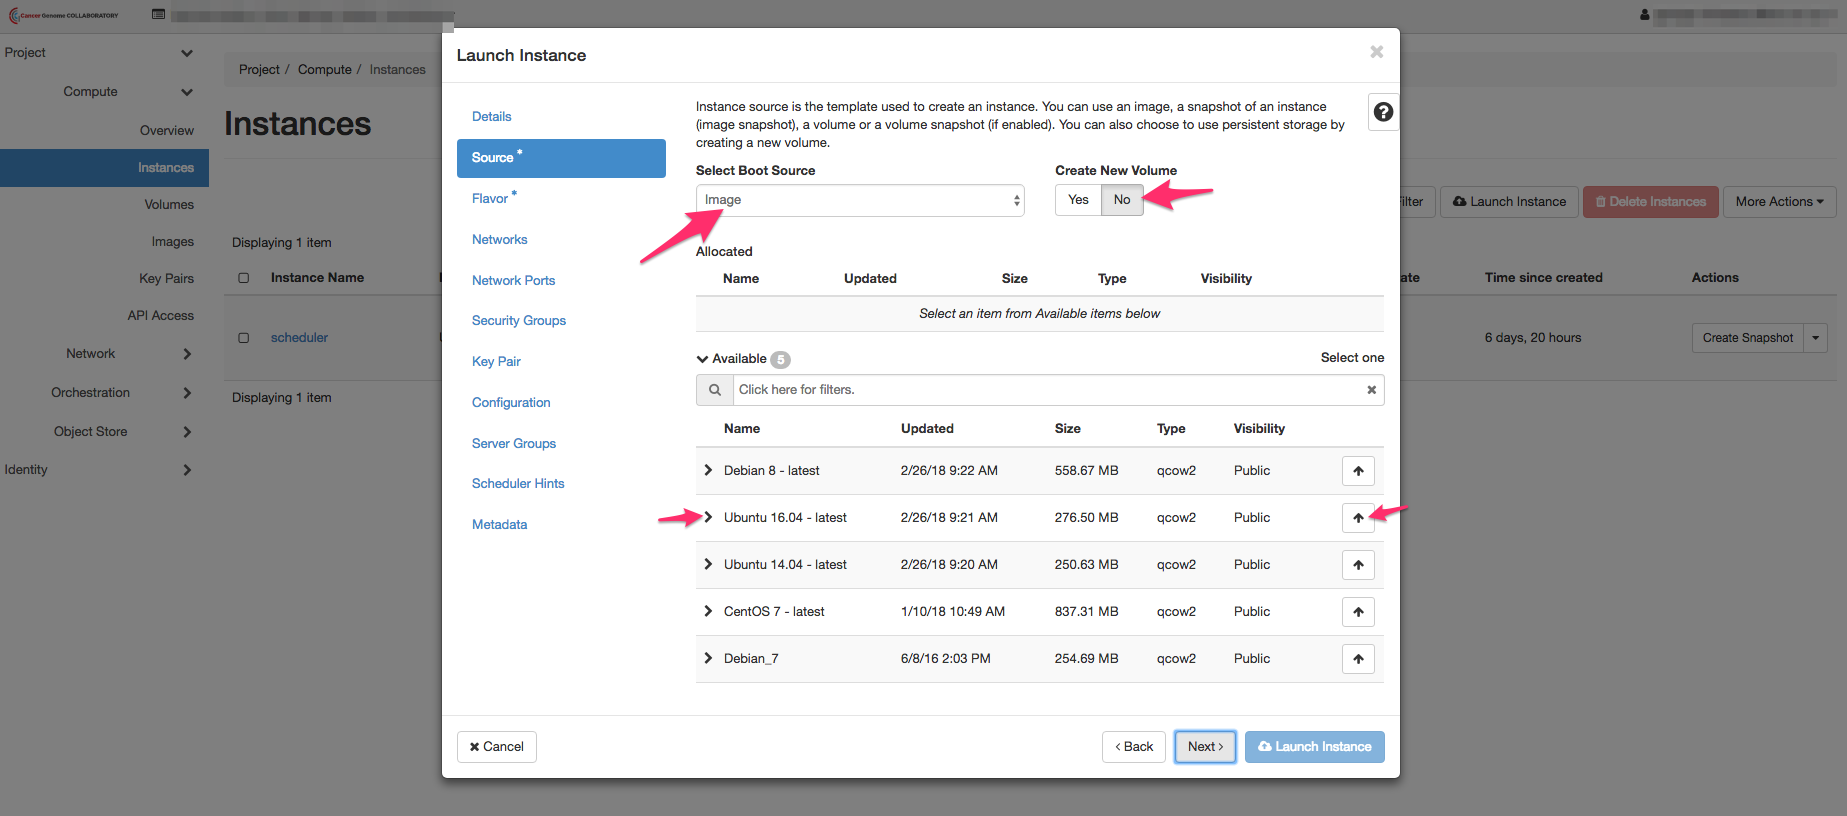 Cancer Genome COLLABORATORY
Project
Compute
Overview
Instances
Volumes
Images
Key Pairs
API Access
Network
Orchestration
Object Store
Identity
Project / Compute / Instances
Instances
Filter
Launch Instance
Delete Instances
More Actions
Displaying 1 item
Instance Name
Time since created
Actions
scheduler
6 days, 20 hours
Create Snapshot
Displaying 1 item
Launch Instance
Details
Source *
Flavor *
Networks
Network Ports
Security Groups
Key Pair
Configuration
Server Groups
Scheduler Hints
Metadata
Instance source is the template used to create an instance. You can use an image, a snapshot of an instance
(image snapshot), a volume or a volume snapshot (if enabled). You can also choose to use persistent storage by
creating a new volume.
Select Boot Source
Create New Volume
Image
Yes No
Allocated
Name Updated Size Type Visibility
Select an item from Available items below
Available 5
Select one
Click here for filters.
Name Updated Size Type Visibility
Debian 8 - latest 2/26/18 9:22 AM 558.67 MB qcow2 Public
Ubuntu 16.04 - latest 2/26/18 9:21 AM 276.50 MB qcow2 Public
Ubuntu 14.04 - latest 2/26/18 9:20 AM 250.63 MB qcow2 Public
CentOS 7 - latest 1/10/18 10:49 AM 837.31 MB qcow2 Public
Debian_7 6/8/16 2:03 PM 254.69 MB qcow2 Public
Cancel
Back
Next
Launch Instance